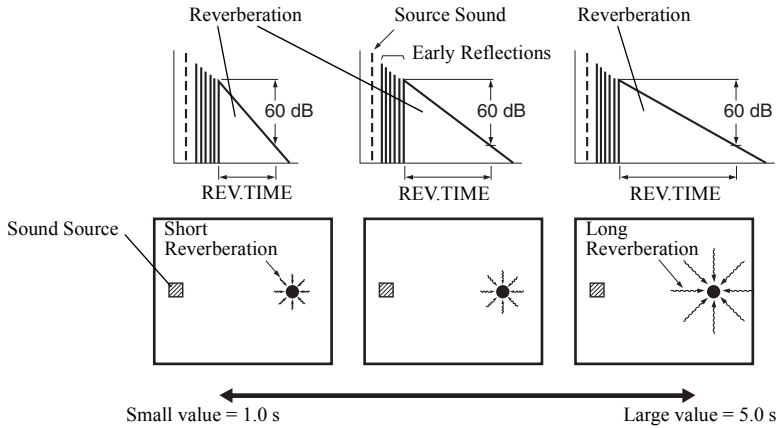 Reverberation
Source Sound
Reverberation
Early Reflections
60 dB
60 dB
60 dB
REV.TIME
REV.TIME
REV.TIME
Sound Source
Short
Reverberation
Long
Reverberation
Small value = 1.0 s
Large value = 5.0 s